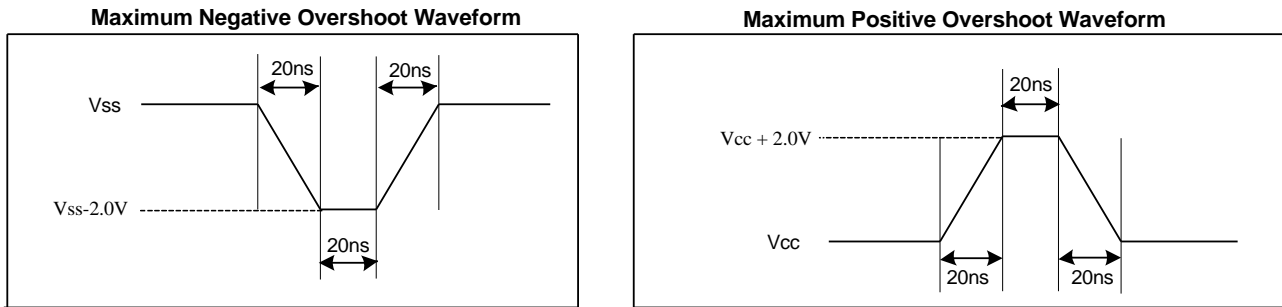 Maximum Negative Overshoot Waveform
20ns
20ns
Vss
Vss-2.0V
20ns
Maximum Positive Overshoot Waveform
20ns
Vcc + 2.0V
Vcc
20ns
20ns